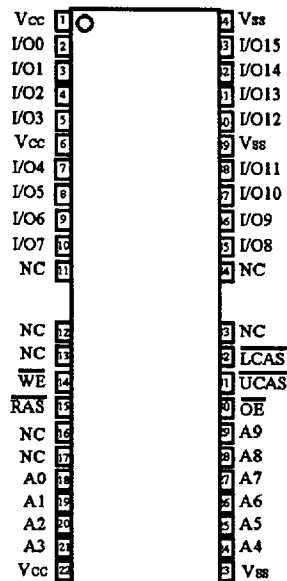 Vcc 1 Vss
I/O0 2 I/O15
I/O1 3 I/O14
I/O2 4 I/O13
I/O3 5 I/O12
Vcc 6 Vss
I/O4 7 I/O11
I/O5 8 I/O10
I/O6 9 I/O9
I/O7 10 I/O8
NC 11 NC
NC 12 NC
NC 13 LCAS
WE 14 UCAS
RAS 15 OE
NC 16 A9
NC 17 A8
A0 18 A7
A1 19 A6
A2 20 A5
A3 21 A4
Vcc 22 Vss